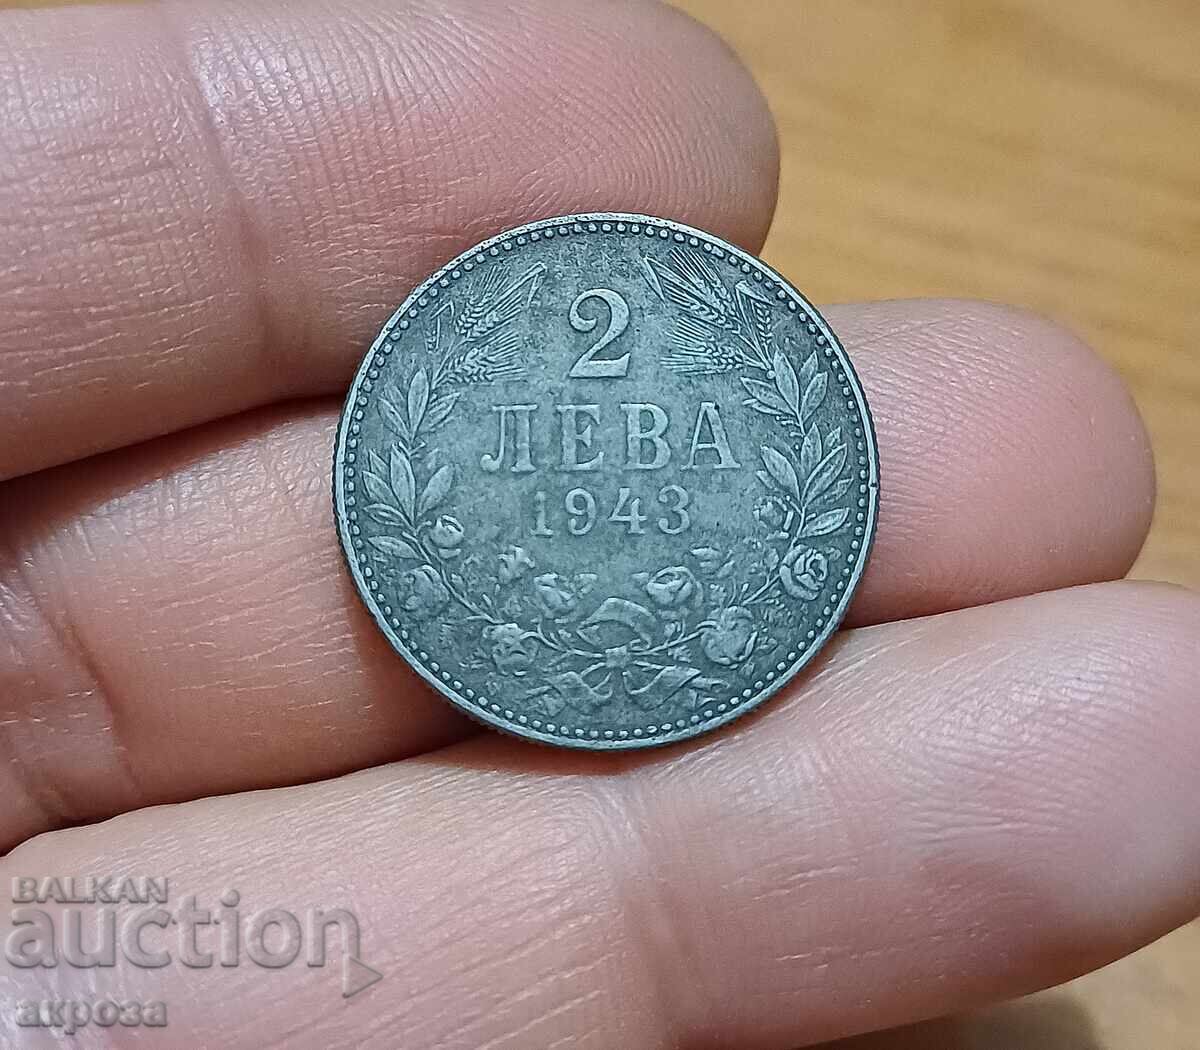 2
ЛЕВА
1943
BALKAN
auction
акроза